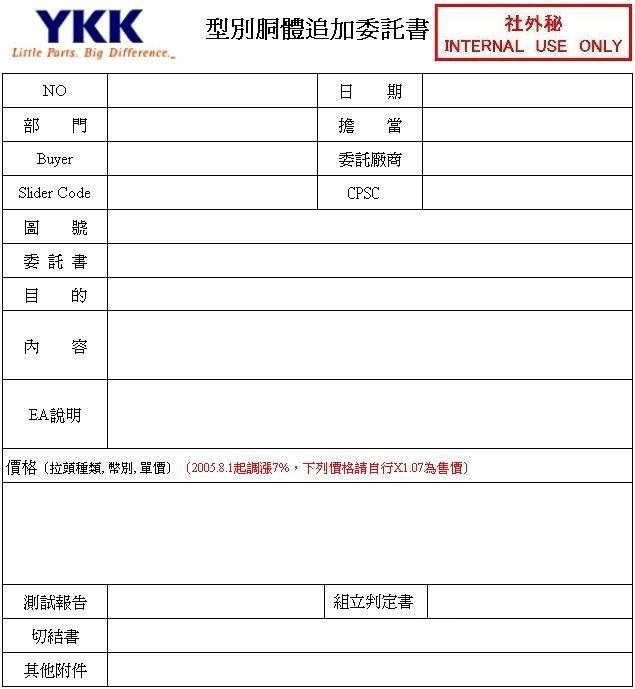 YKK
Little Parts. Big Difference.
型別胴體追加委託書
社外秘
INTERNAL USE ONLY
NO
日 期
部 門
擔 當
Buyer
委託廠商
Slider Code
CPSC
圖 號
委 託 書
目 的
內 容
EA說明
價格（拉頭種類, 幣別, 單價）（2005.8.1起調漲7%，下列價格請自行X1.07為售價）
測試報告
組立判定書
切結書
其他附件